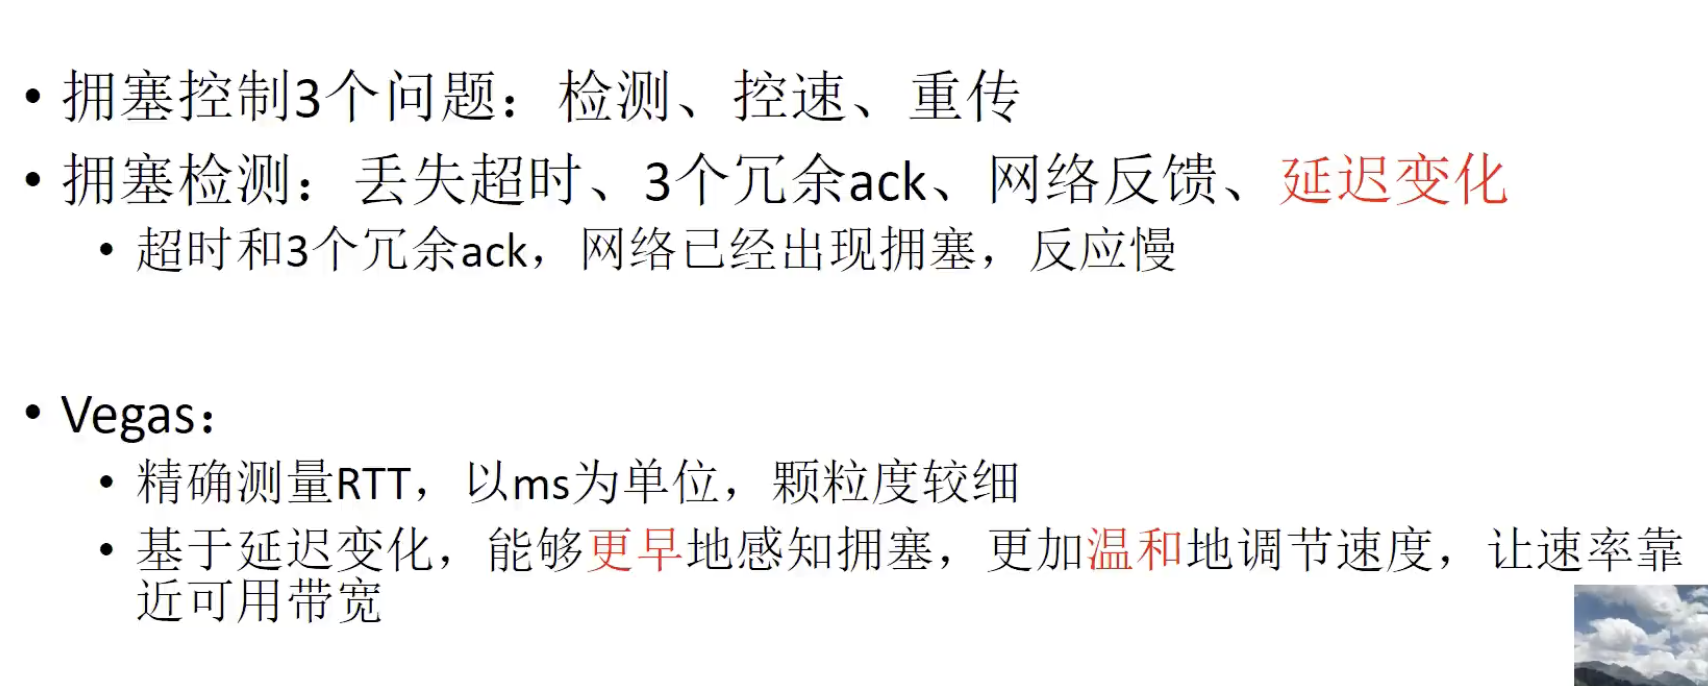 • 拥塞控制3个问题：检测、控速、重传
• 拥塞检测：丢失超时、3个冗余ack、网络反馈、延迟变化
• 超时和3个冗余ack，网络已经出现拥塞，反应慢
• Vegas：
• 精确测量RTT，以ms为单位，颗粒度较细
• 基于延迟变化，能够更早地感知拥塞，更加温和地调节速度，让速率靠
近可用带宽